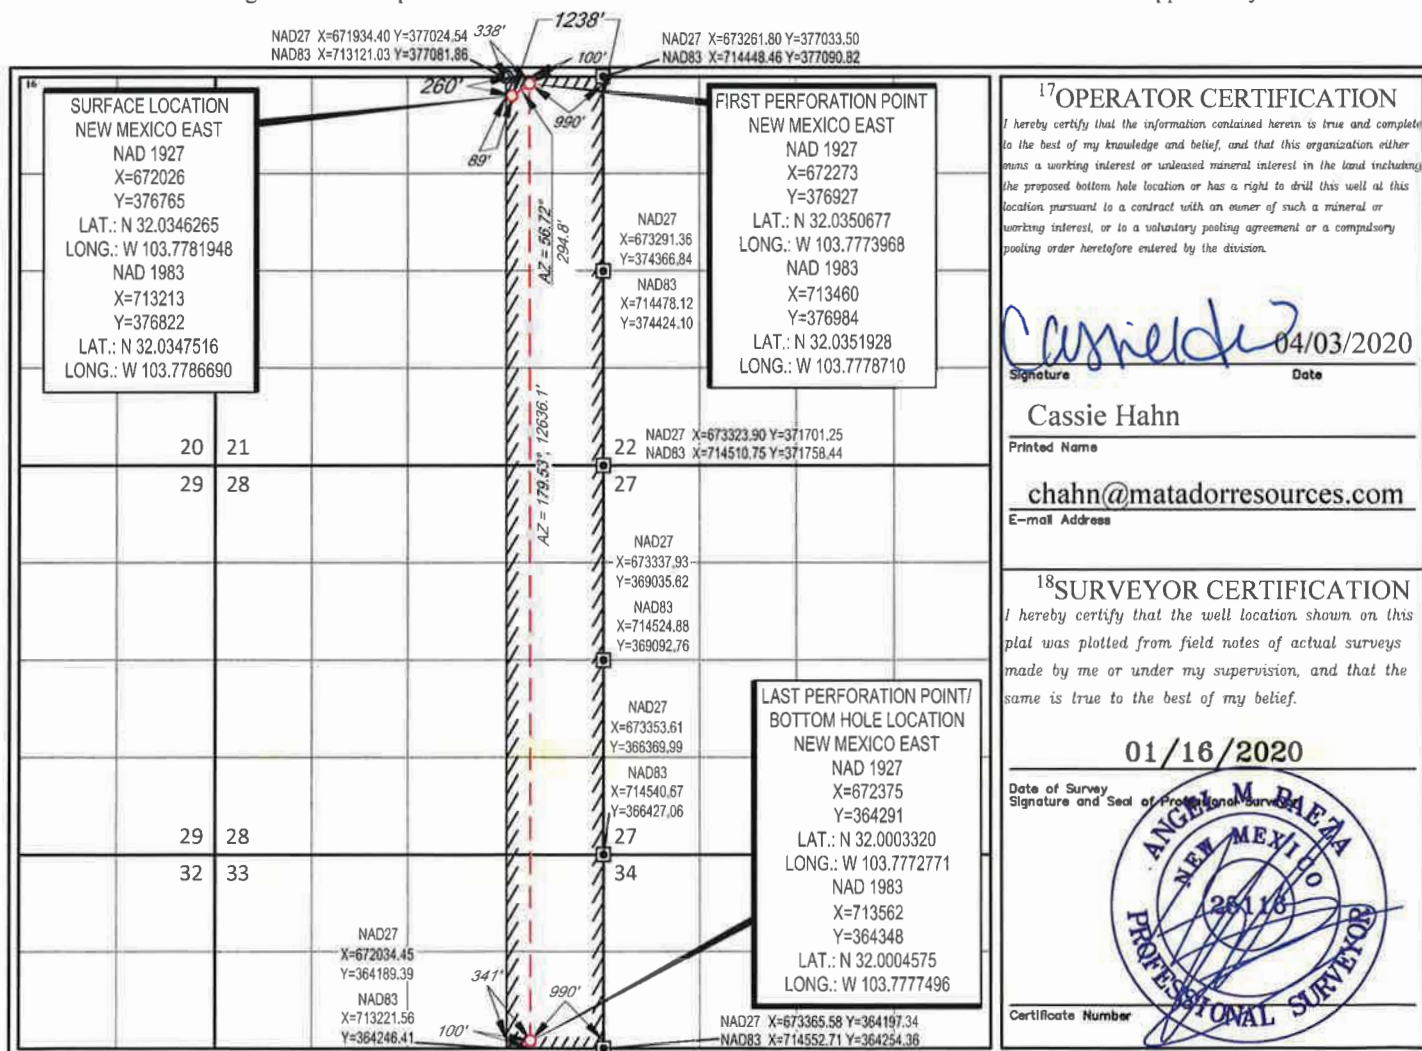 1238'
338'
100'
NAD27 X=671934.40 Y=377024.54
NAD83 X=713121.03 Y=377081.86
NAD27 X=673261.80 Y=377033.50
NAD83 X=714448.46 Y=377090.82
16
260'
990'
89'
SURFACE LOCATION
NEW MEXICO EAST
NAD 1927
X=672026
Y=376765
LAT.: N 32.0346265
LONG.: W 103.7781948
NAD 1983
X=713213
Y=376822
LAT.: N 32.0347516
LONG.: W 103.7786690
AZ = 56.72°
294.8'
FIRST PERFORATION POINT
NEW MEXICO EAST
NAD 1927
X=672273
Y=376927
LAT.: N 32.0350677
LONG.: W 103.7773968
NAD 1983
X=713460
Y=376984
LAT.: N 32.0351928
LONG.: W 103.7778710
NAD27
X=673291.36
Y=374366.84
NAD83
X=714478.12
Y=374424.10
20 21
29 28
22
27
NAD27 X=673323.90 Y=371701.25
NAD83 X=714510.75 Y=371758.44
AZ = 179.53°, 12636.1'
NAD27
X=673337.93
Y=369035.62
NAD83
X=714524.88
Y=369092.76
NAD27
X=673353.61
Y=366369.99
NAD83
X=714540.67
Y=366427.06
29 28
32 33
27
34
LAST PERFORATION POINT/
BOTTOM HOLE LOCATION
NEW MEXICO EAST
NAD 1927
X=672375
Y=364291
LAT.: N 32.0003320
LONG.: W 103.7772771
NAD 1983
X=713562
Y=364348
LAT.: N 32.0004575
LONG.: W 103.7777496
NAD27
X=672034.45
Y=364189.39
NAD83
X=713221.56
Y=364246.41
341'
990'
100'
NAD27 X=673365.58 Y=364197.34
NAD83 X=714552.71 Y=364254.36
17OPERATOR CERTIFICATION
I hereby certify that the information contained herein is true and complete
to the best of my knowledge and belief, and that this organization either
owns a working interest or unleased mineral interest in the land including
the proposed bottom hole location or has a right to drill this well at this
location pursuant to a contract with an owner of such a mineral or
working interest, or to a voluntary pooling agreement or a compulsory
pooling order heretofore entered by the division.
04/03/2020
Signature Date
Cassie Hahn
Printed Name
chahn@matadorresources.com
E-mail Address
18SURVEYOR CERTIFICATION
I hereby certify that the well location shown on this
plat was plotted from field notes of actual surveys
made by me or under my supervision, and that the
same is true to the best of my belief.
01/16/2020
Date of Survey
Signature and Seal of Professional Surveyor
ANGEL M. BAEZA
NEW MEXICO
25116
PROFESSIONAL SURVEYOR
Certificate Number